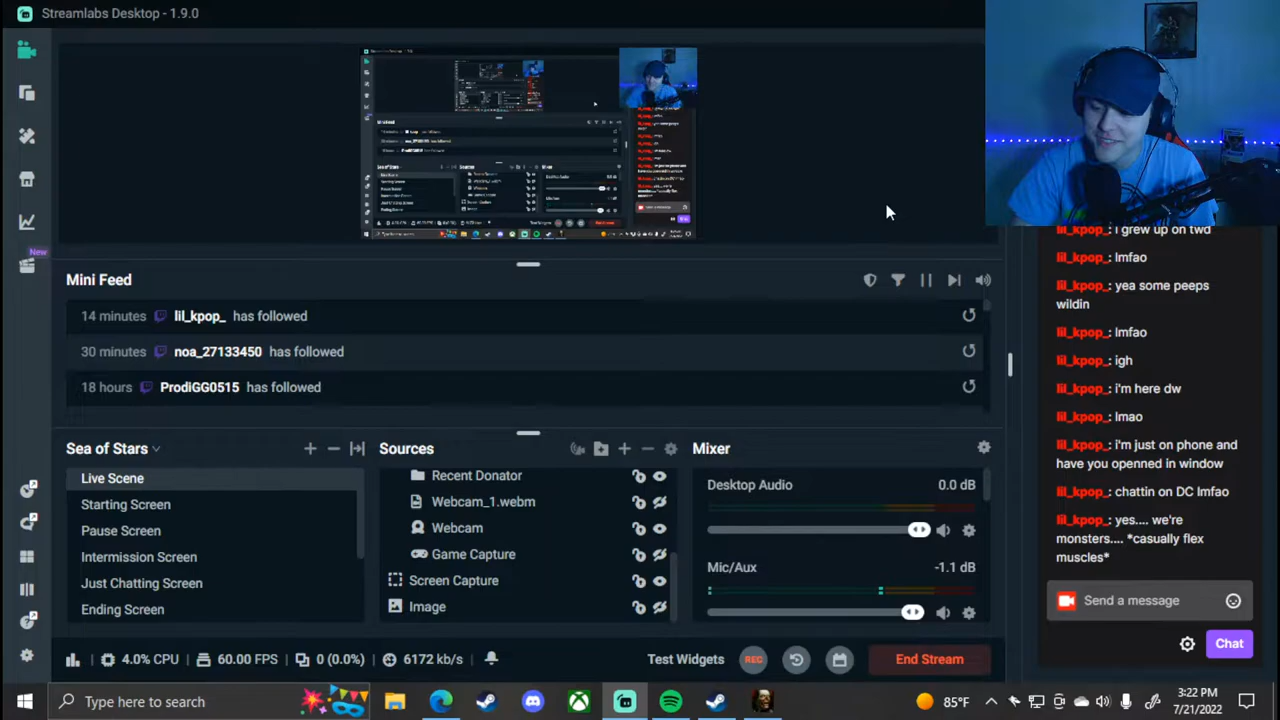 Streamlabs Desktop - 1.9.0
New
Mini Feed
14 minutes lil_kpop_ has followed
30 minutes noa_27133450 has followed
18 hours ProdiGG0515 has followed
Sea of Stars
Live Scene
Starting Screen
Pause Screen
Intermission Screen
Just Chatting Screen
Ending Screen
Sources
Recent Donator
Webcam_1.webm
Webcam
Game Capture
Screen Capture
Image
Mixer
Desktop Audio 0.0 dB
Mic/Aux -1.1 dB
lil_kpop_: i grew up on twd
lil_kpop_: lmfao
lil_kpop_: yea some peeps
wildin
lil_kpop_: lmfao
lil_kpop_: igh
lil_kpop_: i'm here dw
lil_kpop_: lmao
lil_kpop_: i'm just on phone and
have you openned in window
lil_kpop_: chattin on DC lmfao
lil_kpop_: yes.... we're
monsters.... *casually flex
muscles*
Send a message
Chat
4.0% CPU 60.00 FPS 0 (0.0%) 6172 kb/s
Test Widgets REC End Stream
Type here to search
85°F
3:22 PM
7/21/2022